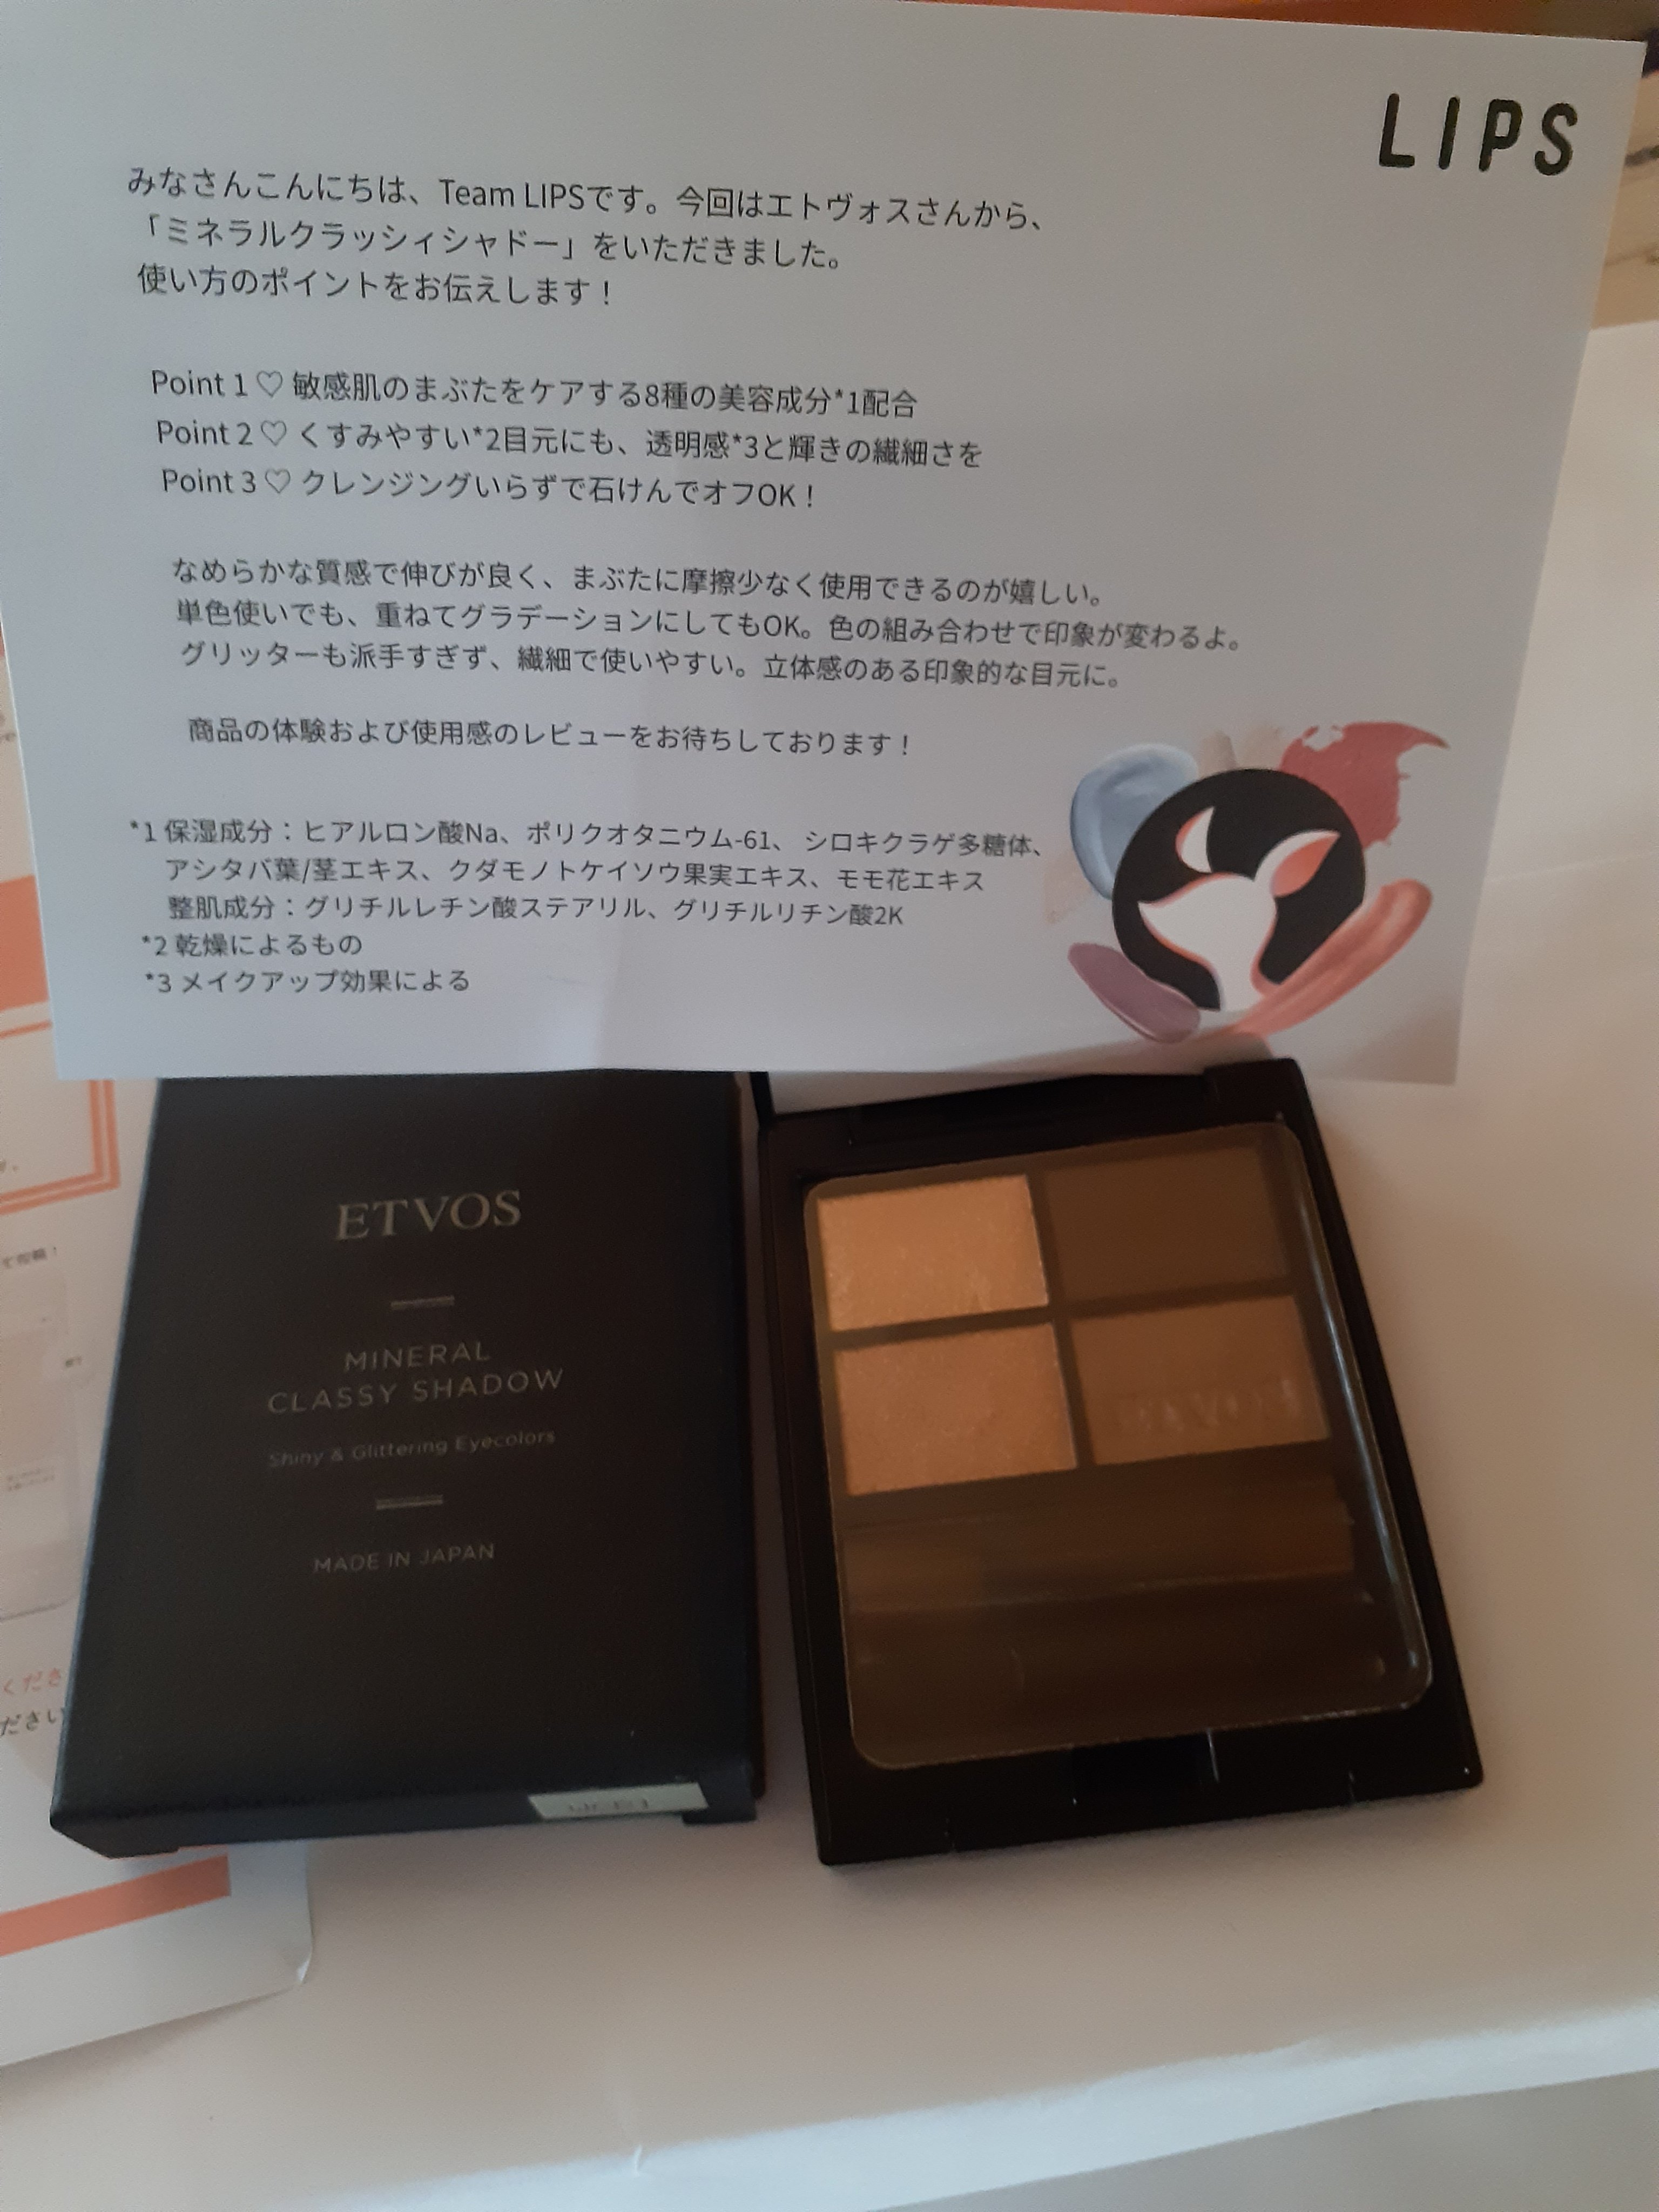 LIPS
みなさんこんにちは、Team LIPSです。今回はエトヴォスさんから、
「ミネラルクラッシィシャドー」をいただきました。
使い方のポイントをお伝えします！
Point 1♡ 敏感肌のまぶたをケアする8種の美容成分*1配合
Point 2♡ くすみやすい*2目元にも、透明感*3と輝きの繊細さを
Point 3♡ クレンジングいらずで石けんでオフOK！
なめらかな質感で伸びが良く、まぶたに摩擦少なく使用できるのが嬉しい。
単色使いでも、重ねてグラデーションにしてもOK。色の組み合わせで印象が変わるよ。
グリッターも派手すぎず、繊細で使いやすい。立体感のある印象的な目元に。
商品の体験および使用感のレビューをお待ちしております！
*1 保湿成分：ヒアルロン酸Na、ポリクオタニウム-61、 シロキクラゲ多糖体、
アシタバ葉/茎エキス、クダモノトケイソウ果実エキス、モモ花エキス
整肌成分：グリチルレチン酸ステアリル、グリチルリチン酸2K
*2 乾燥によるもの
*3 メイクアップ効果による
ETVOS
MINERAL
CLASSY SHADOW
Shiny & Glittering Eyecolors
MADE IN JAPAN
ETVOS
くださ
ださい